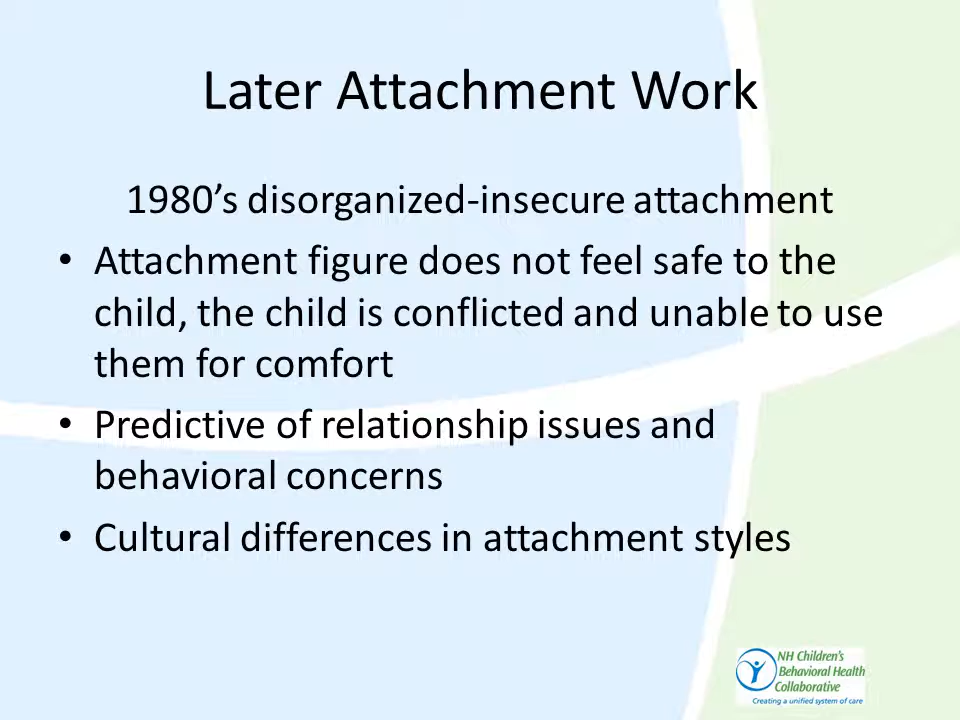 Later Attachment Work
1980’s disorganized-insecure attachment
• Attachment figure does not feel safe to the
child, the child is conflicted and unable to use
them for comfort
• Predictive of relationship issues and
behavioral concerns
• Cultural differences in attachment styles
NH Children's
Behavioral Health
Collaborative
Creating a unified system of care